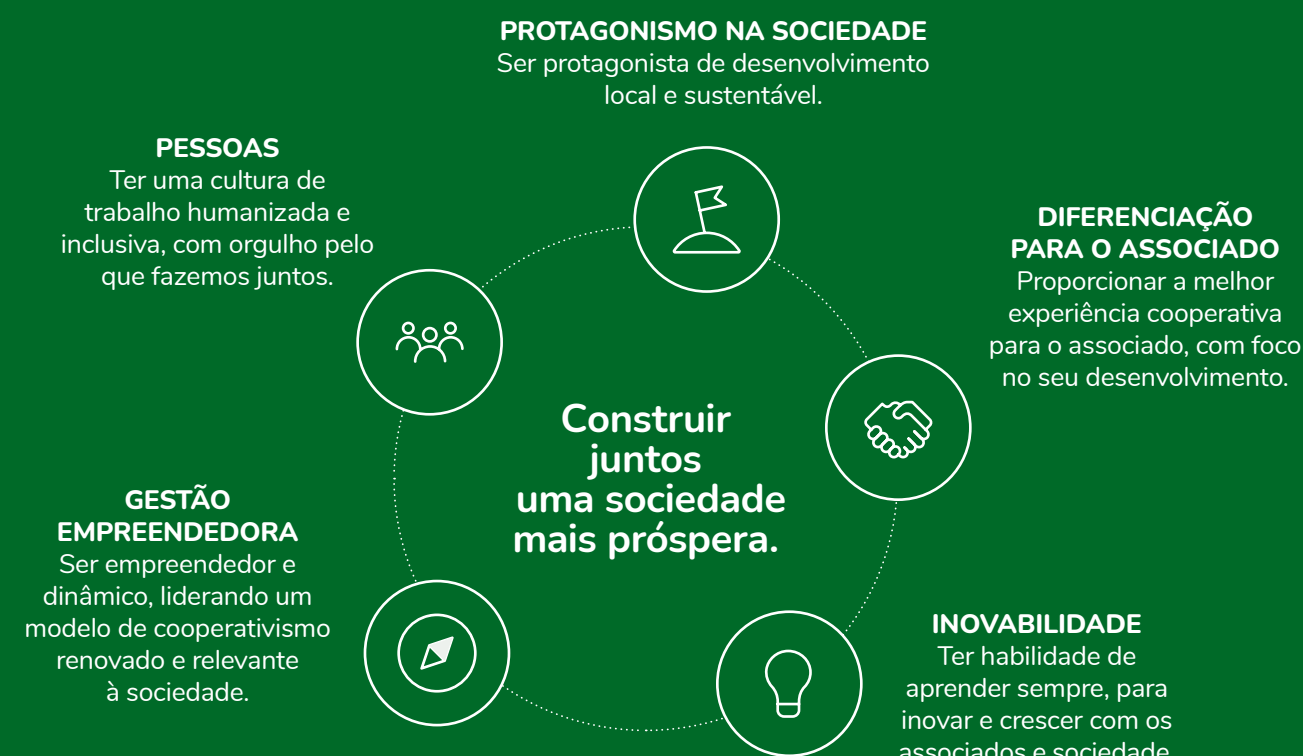 PROTAGONISMO NA SOCIEDADE
Ser protagonista de desenvolvimento
local e sustentável.
PESSOAS
Ter uma cultura de
trabalho humanizada e
inclusiva, com orgulho pelo
que fazemos juntos.
DIFERENCIAÇÃO
PARA O ASSOCIADO
Proporcionar a melhor
experiência cooperativa
para o associado, com foco
no seu desenvolvimento.
Construir
juntos
uma sociedade
mais próspera.
GESTÃO
EMPREENDEDORA
Ser empreendedor e
dinâmico, liderando um
modelo de cooperativismo
renovado e relevante
à sociedade.
INOVABILIDADE
Ter habilidade de
aprender sempre, para
inovar e crescer com os
associados e sociedade